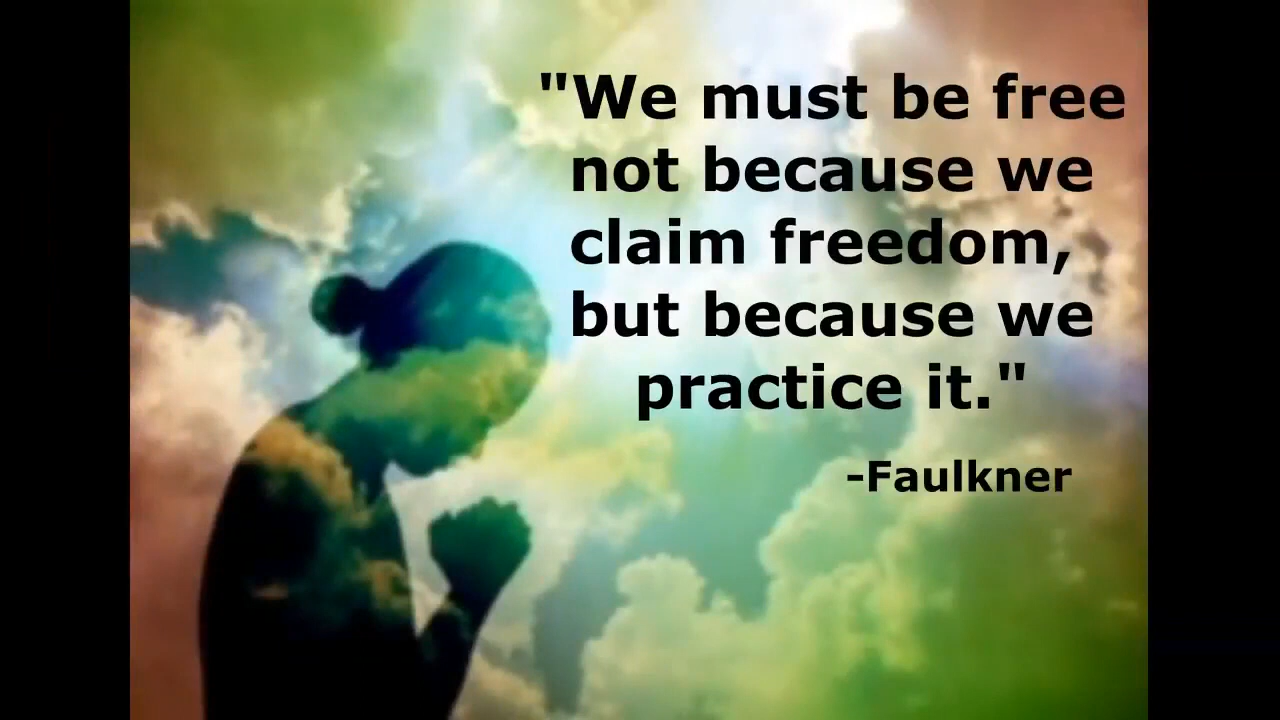 "We must be free
not because we
claim freedom,
but because we
practice it."
-Faulkner